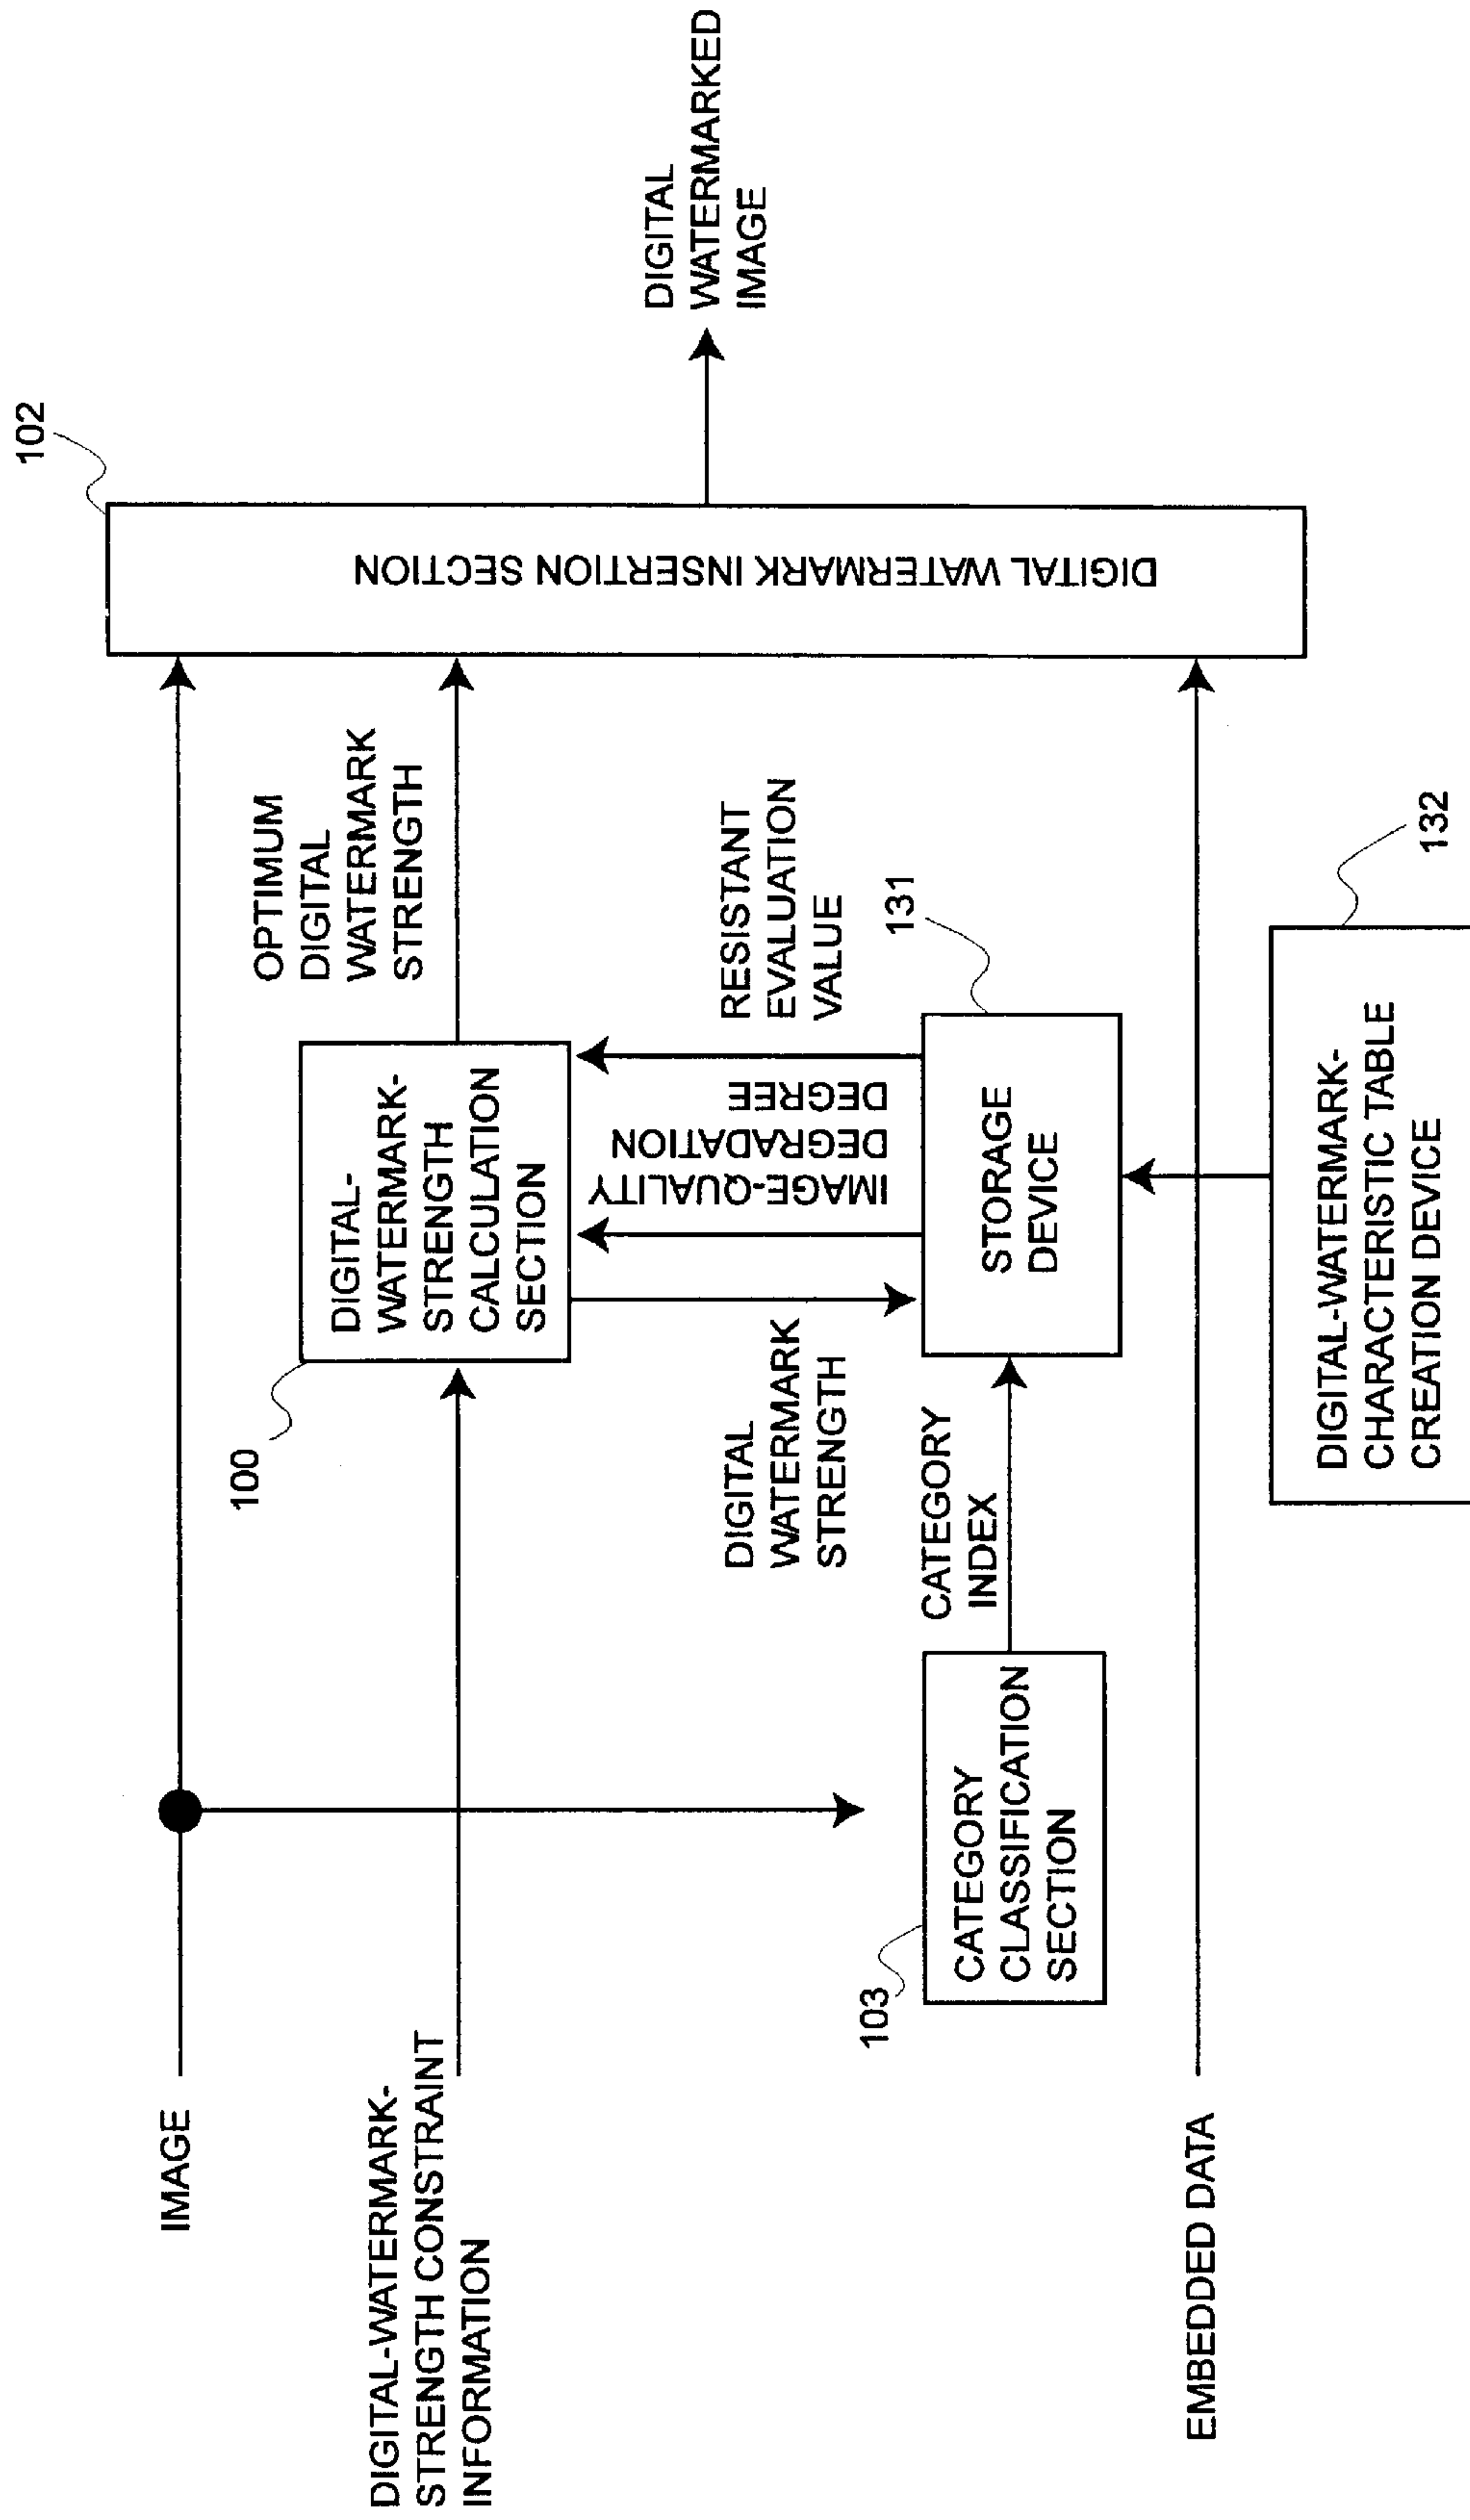 IMAGE
DIGITAL-WATERMARK-
STRENGTH CONSTRAINT
INFORMATION
EMBEDDED DATA
103
CATEGORY
CLASSIFICATION
SECTION
CATEGORY
INDEX
100
DIGITAL-
WATERMARK-
STRENGTH
CALCULATION
SECTION
DIGITAL
WATERMARK
STRENGTH
IMAGE-QUALITY
DEGRADATION
DEGREE
RESISTANT
EVALUATION
VALUE
131
STORAGE
DEVICE
132
DIGITAL-WATERMARK-
CHARACTERISTIC TABLE
CREATION DEVICE
OPTIMUM
DIGITAL
WATERMARK
STRENGTH
102
DIGITAL WATERMARK INSERTION SECTION
DIGITAL
WATERMARKED
IMAGE